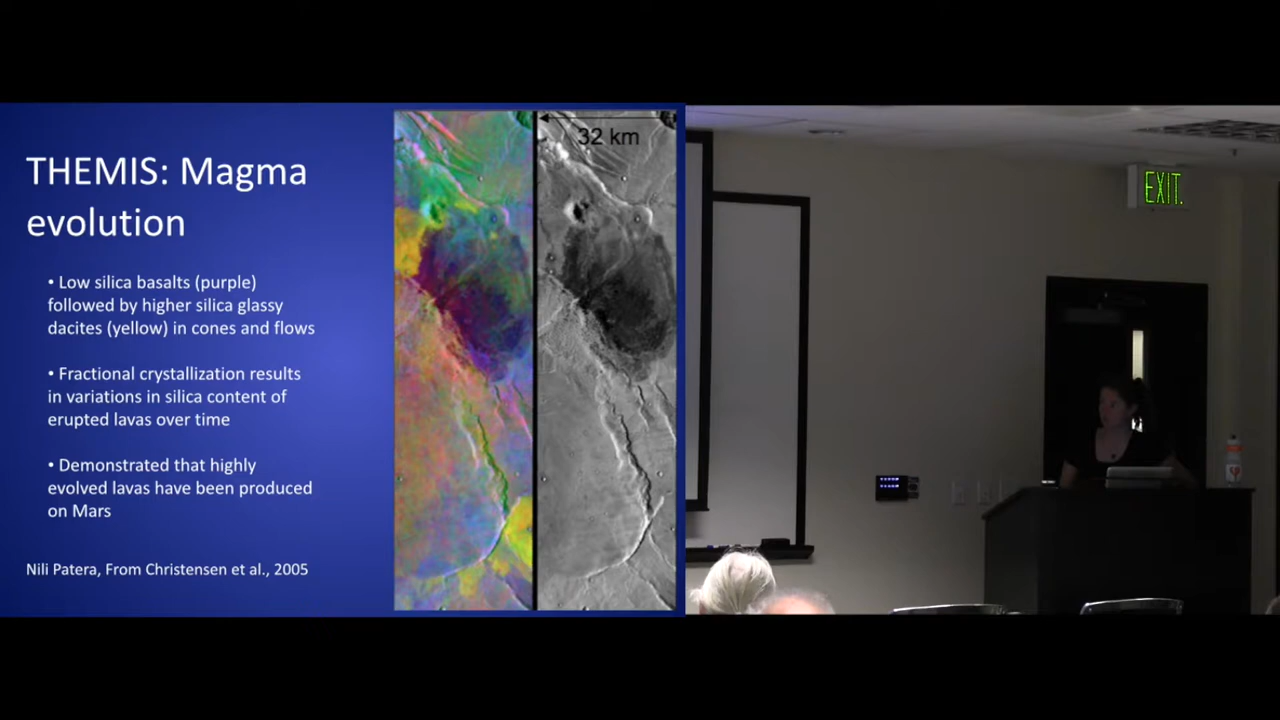 THEMIS: Magma
evolution
• Low silica basalts (purple)
followed by higher silica glassy
dacites (yellow) in cones and flows
• Fractional crystallization results
in variations in silica content of
erupted lavas over time
• Demonstrated that highly
evolved lavas have been produced
on Mars
Nili Patera, From Christensen et al., 2005
32 km
EXIT